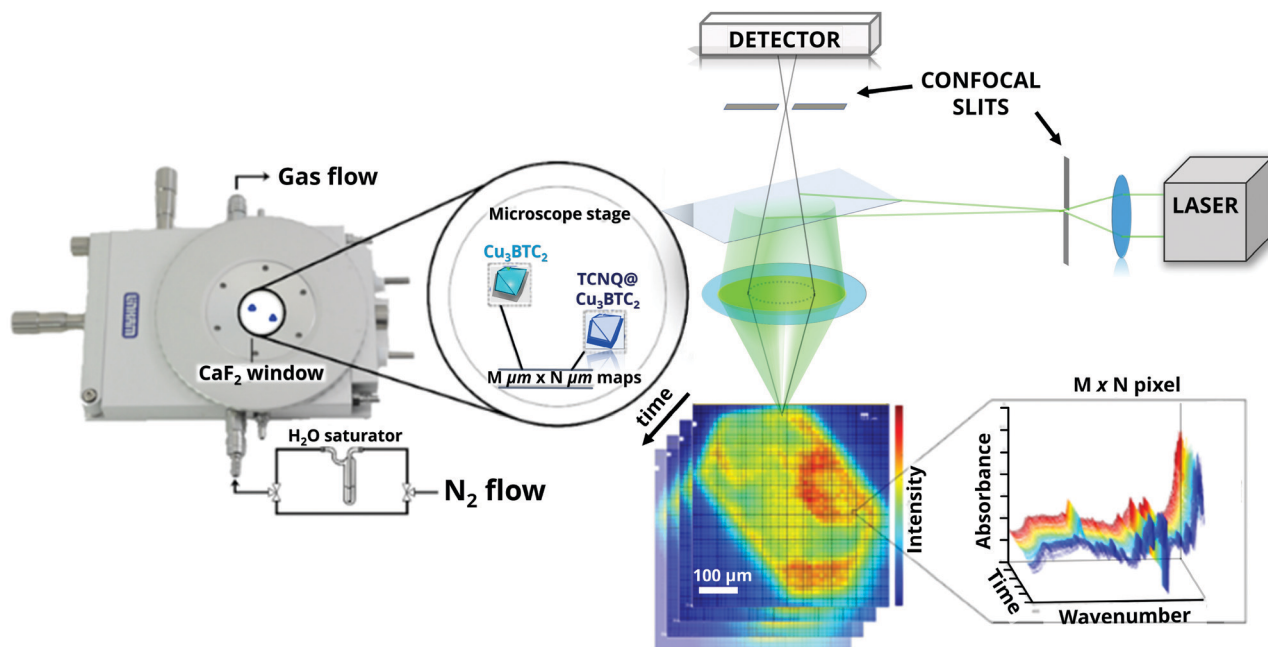 DETECTOR
CONFOCAL
SLITS
LASER
Gas flow
Microscope stage
Cu₃BTC₂
TCNQ@
Cu₃BTC₂
M μm x N μm maps
LINKAM
CaF₂ window
H₂O saturator
N₂ flow
time
100 μm
Intensity
M x N pixel
Absorbance
Time
Wavenumber